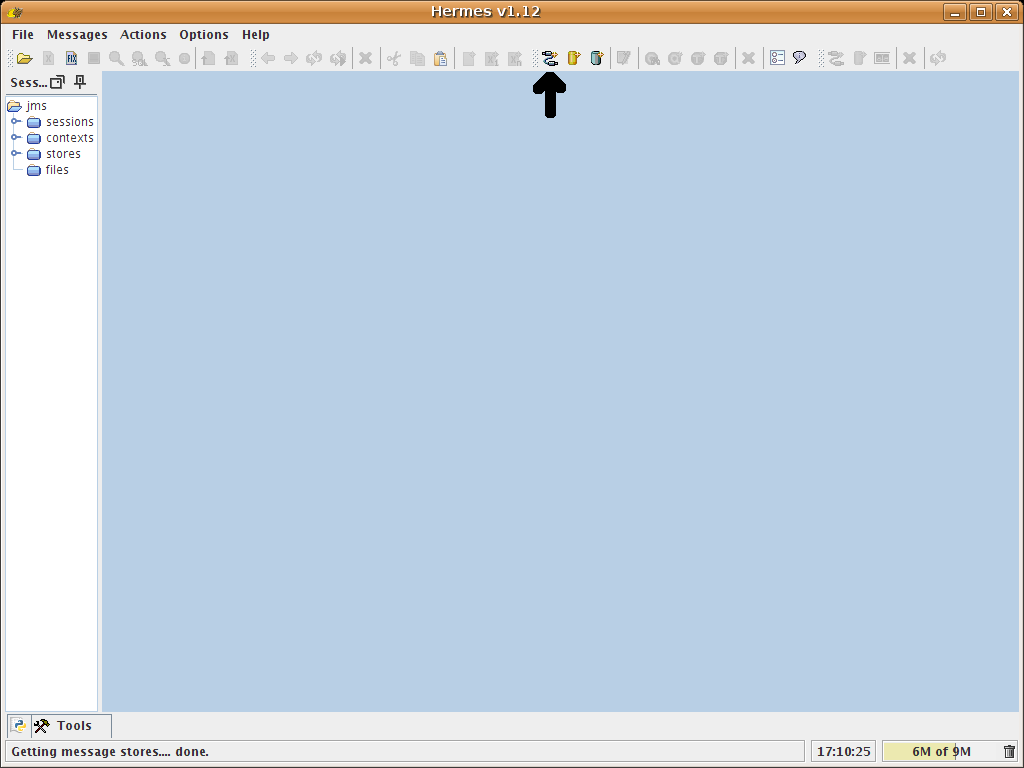 Hermes v1.12
File Messages Actions Options Help
Sess...
jms
sessions
contexts
stores
files
Tools
Getting message stores.... done.
17:10:25
6M of 9M